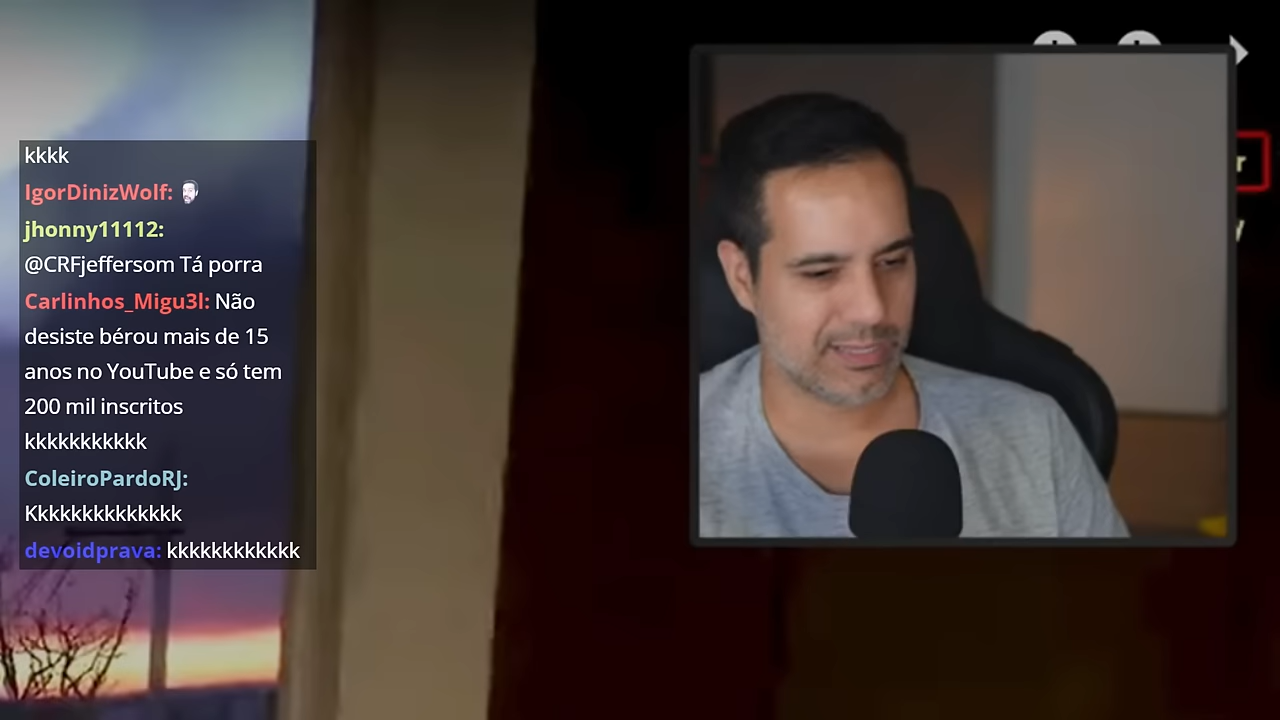 kkkk
IgorDinizWolf:
jhonny11112:
@CRFjeffersom Tá porra
Carlinhos_Migu3l: Não
desiste bérou mais de 15
anos no YouTube e só tem
200 mil inscritos
kkkkkkkkkkk
ColeiroPardoRJ:
Kkkkkkkkkkkkkk
devoidprava: kkkkkkkkkkkk